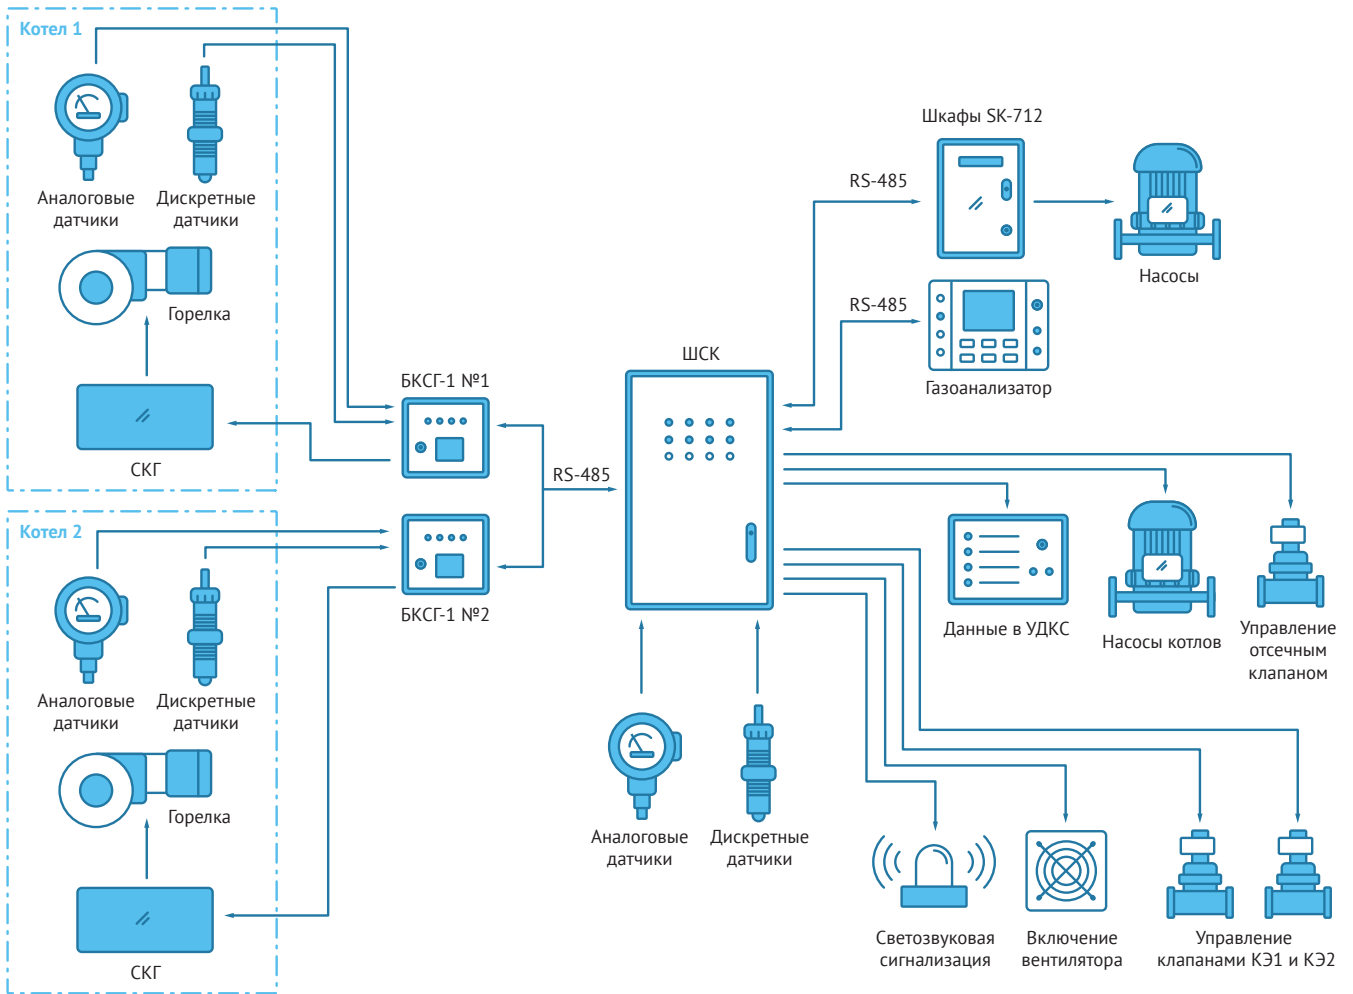 Котел 1
Аналоговые
датчики
Дискретные
датчики
Горелка
СКГ
Котел 2
Аналоговые
датчики
Дискретные
датчики
Горелка
СКГ
БКСГ-1 №1
БКСГ-1 №2
RS-485
ШСК
Аналоговые
датчики
Дискретные
датчики
Шкафы SK-712
RS-485
Насосы
RS-485
Газоанализатор
Данные в УДКС
Насосы котлов
Управление
отсечным
клапаном
Светозвуковая
сигнализация
Включение
вентилятора
Управление
клапанами КЭ1 и КЭ2